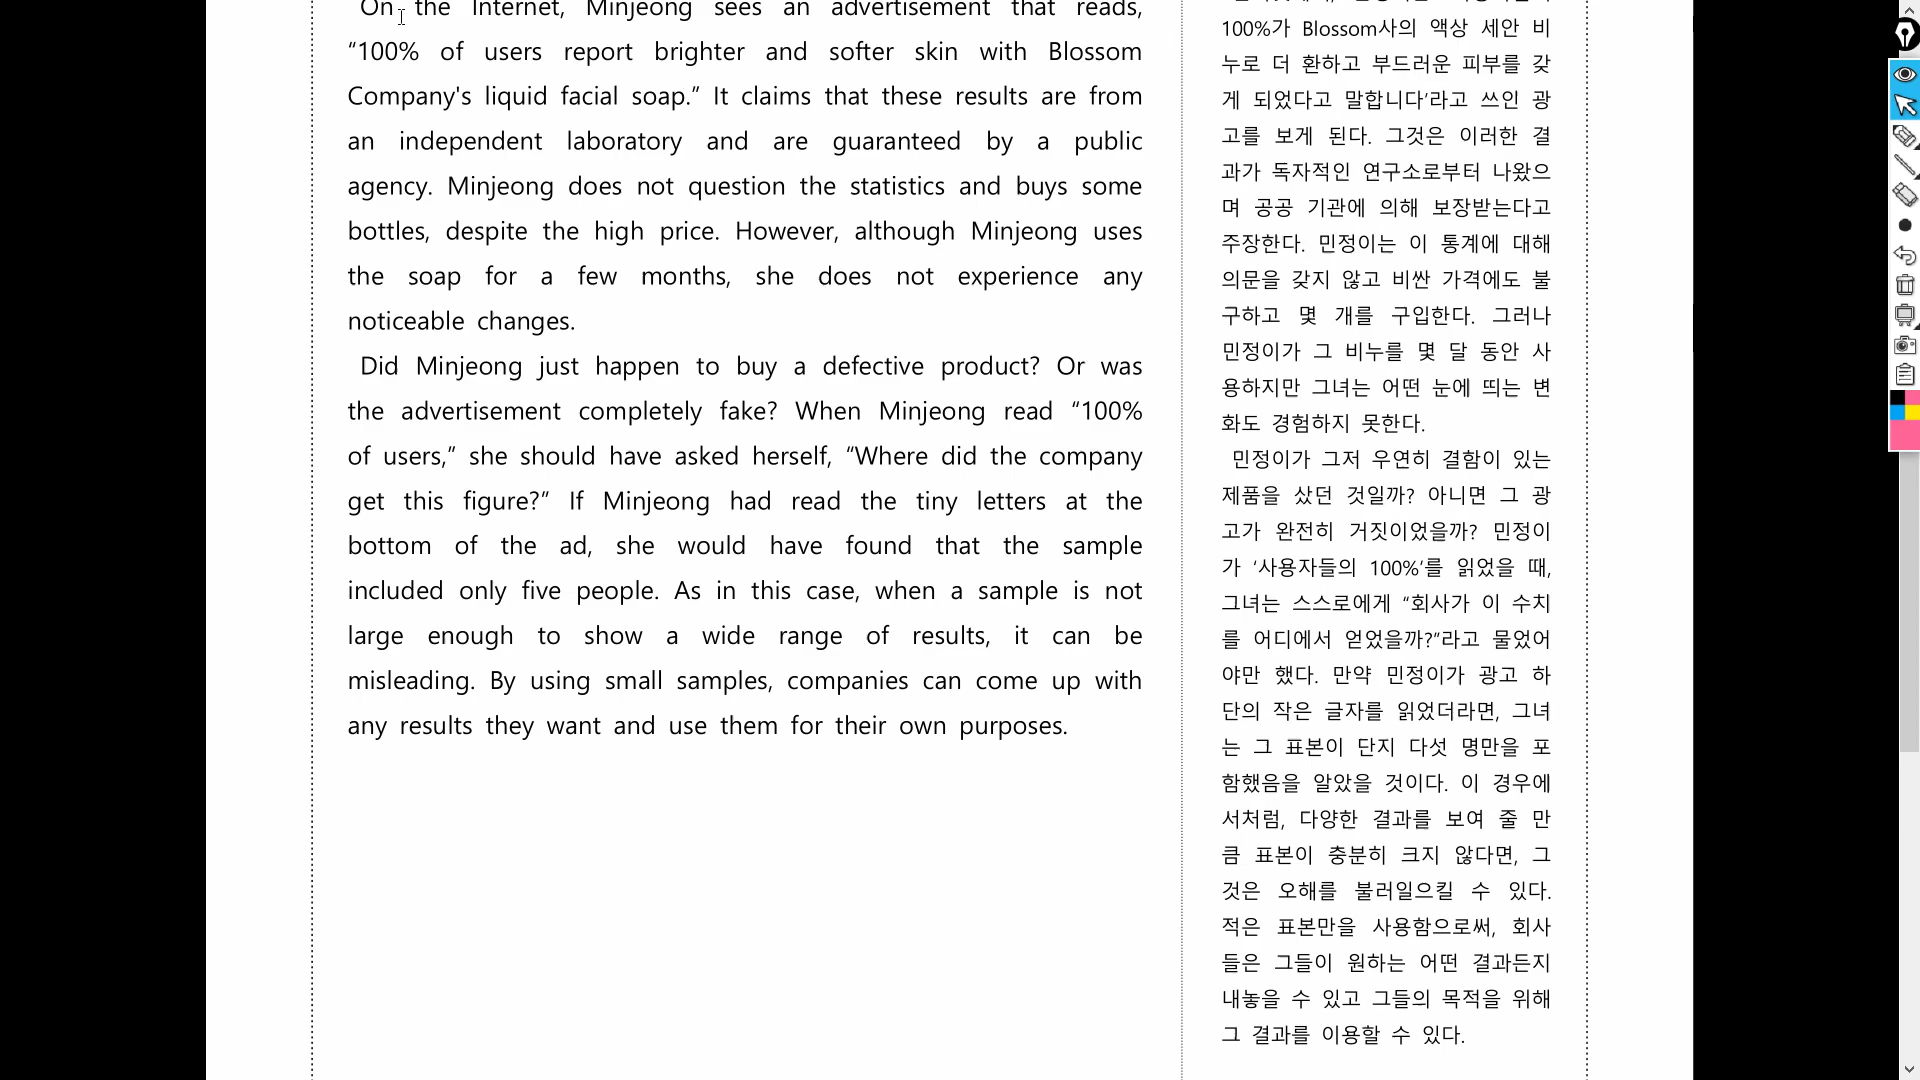 On the Internet, Minjeong sees an advertisement that reads,
“100% of users report brighter and softer skin with Blossom
Company's liquid facial soap.” It claims that these results are from
an independent laboratory and are guaranteed by a public
agency. Minjeong does not question the statistics and buys some
bottles, despite the high price. However, although Minjeong uses
the soap for a few months, she does not experience any
noticeable changes.
Did Minjeong just happen to buy a defective product? Or was
the advertisement completely fake? When Minjeong read “100%
of users,” she should have asked herself, “Where did the company
get this figure?” If Minjeong had read the tiny letters at the
bottom of the ad, she would have found that the sample
included only five people. As in this case, when a sample is not
large enough to show a wide range of results, it can be
misleading. By using small samples, companies can come up with
any results they want and use them for their own purposes.
100%가 Blossom사의 액상 세안 비
누로 더 환하고 부드러운 피부를 갖
게 되었다고 말합니다’라고 쓰인 광
고를 보게 된다. 그것은 이러한 결
과가 독자적인 연구소로부터 나왔으
며 공공 기관에 의해 보장받는다고
주장한다. 민정이는 이 통계에 대해
의문을 갖지 않고 비싼 가격에도 불
구하고 몇 개를 구입한다. 그러나
민정이가 그 비누를 몇 달 동안 사
용하지만 그녀는 어떤 눈에 띄는 변
화도 경험하지 못한다.
민정이가 그저 우연히 결함이 있는
제품을 샀던 것일까? 아니면 그 광
고가 완전히 거짓이었을까? 민정이
가 ‘사용자들의 100%’를 읽었을 때,
그녀는 스스로에게 “회사가 이 수치
를 어디에서 얻었을까?”라고 물었어
야만 했다. 만약 민정이가 광고 하
단의 작은 글자를 읽었더라면, 그녀
는 그 표본이 단지 다섯 명만을 포
함했음을 알았을 것이다. 이 경우에
서처럼, 다양한 결과를 보여 줄 만
큼 표본이 충분히 크지 않다면, 그
것은 오해를 불러일으킬 수 있다.
적은 표본만을 사용함으로써, 회사
들은 그들이 원하는 어떤 결과든지
내놓을 수 있고 그들의 목적을 위해
그 결과를 이용할 수 있다.